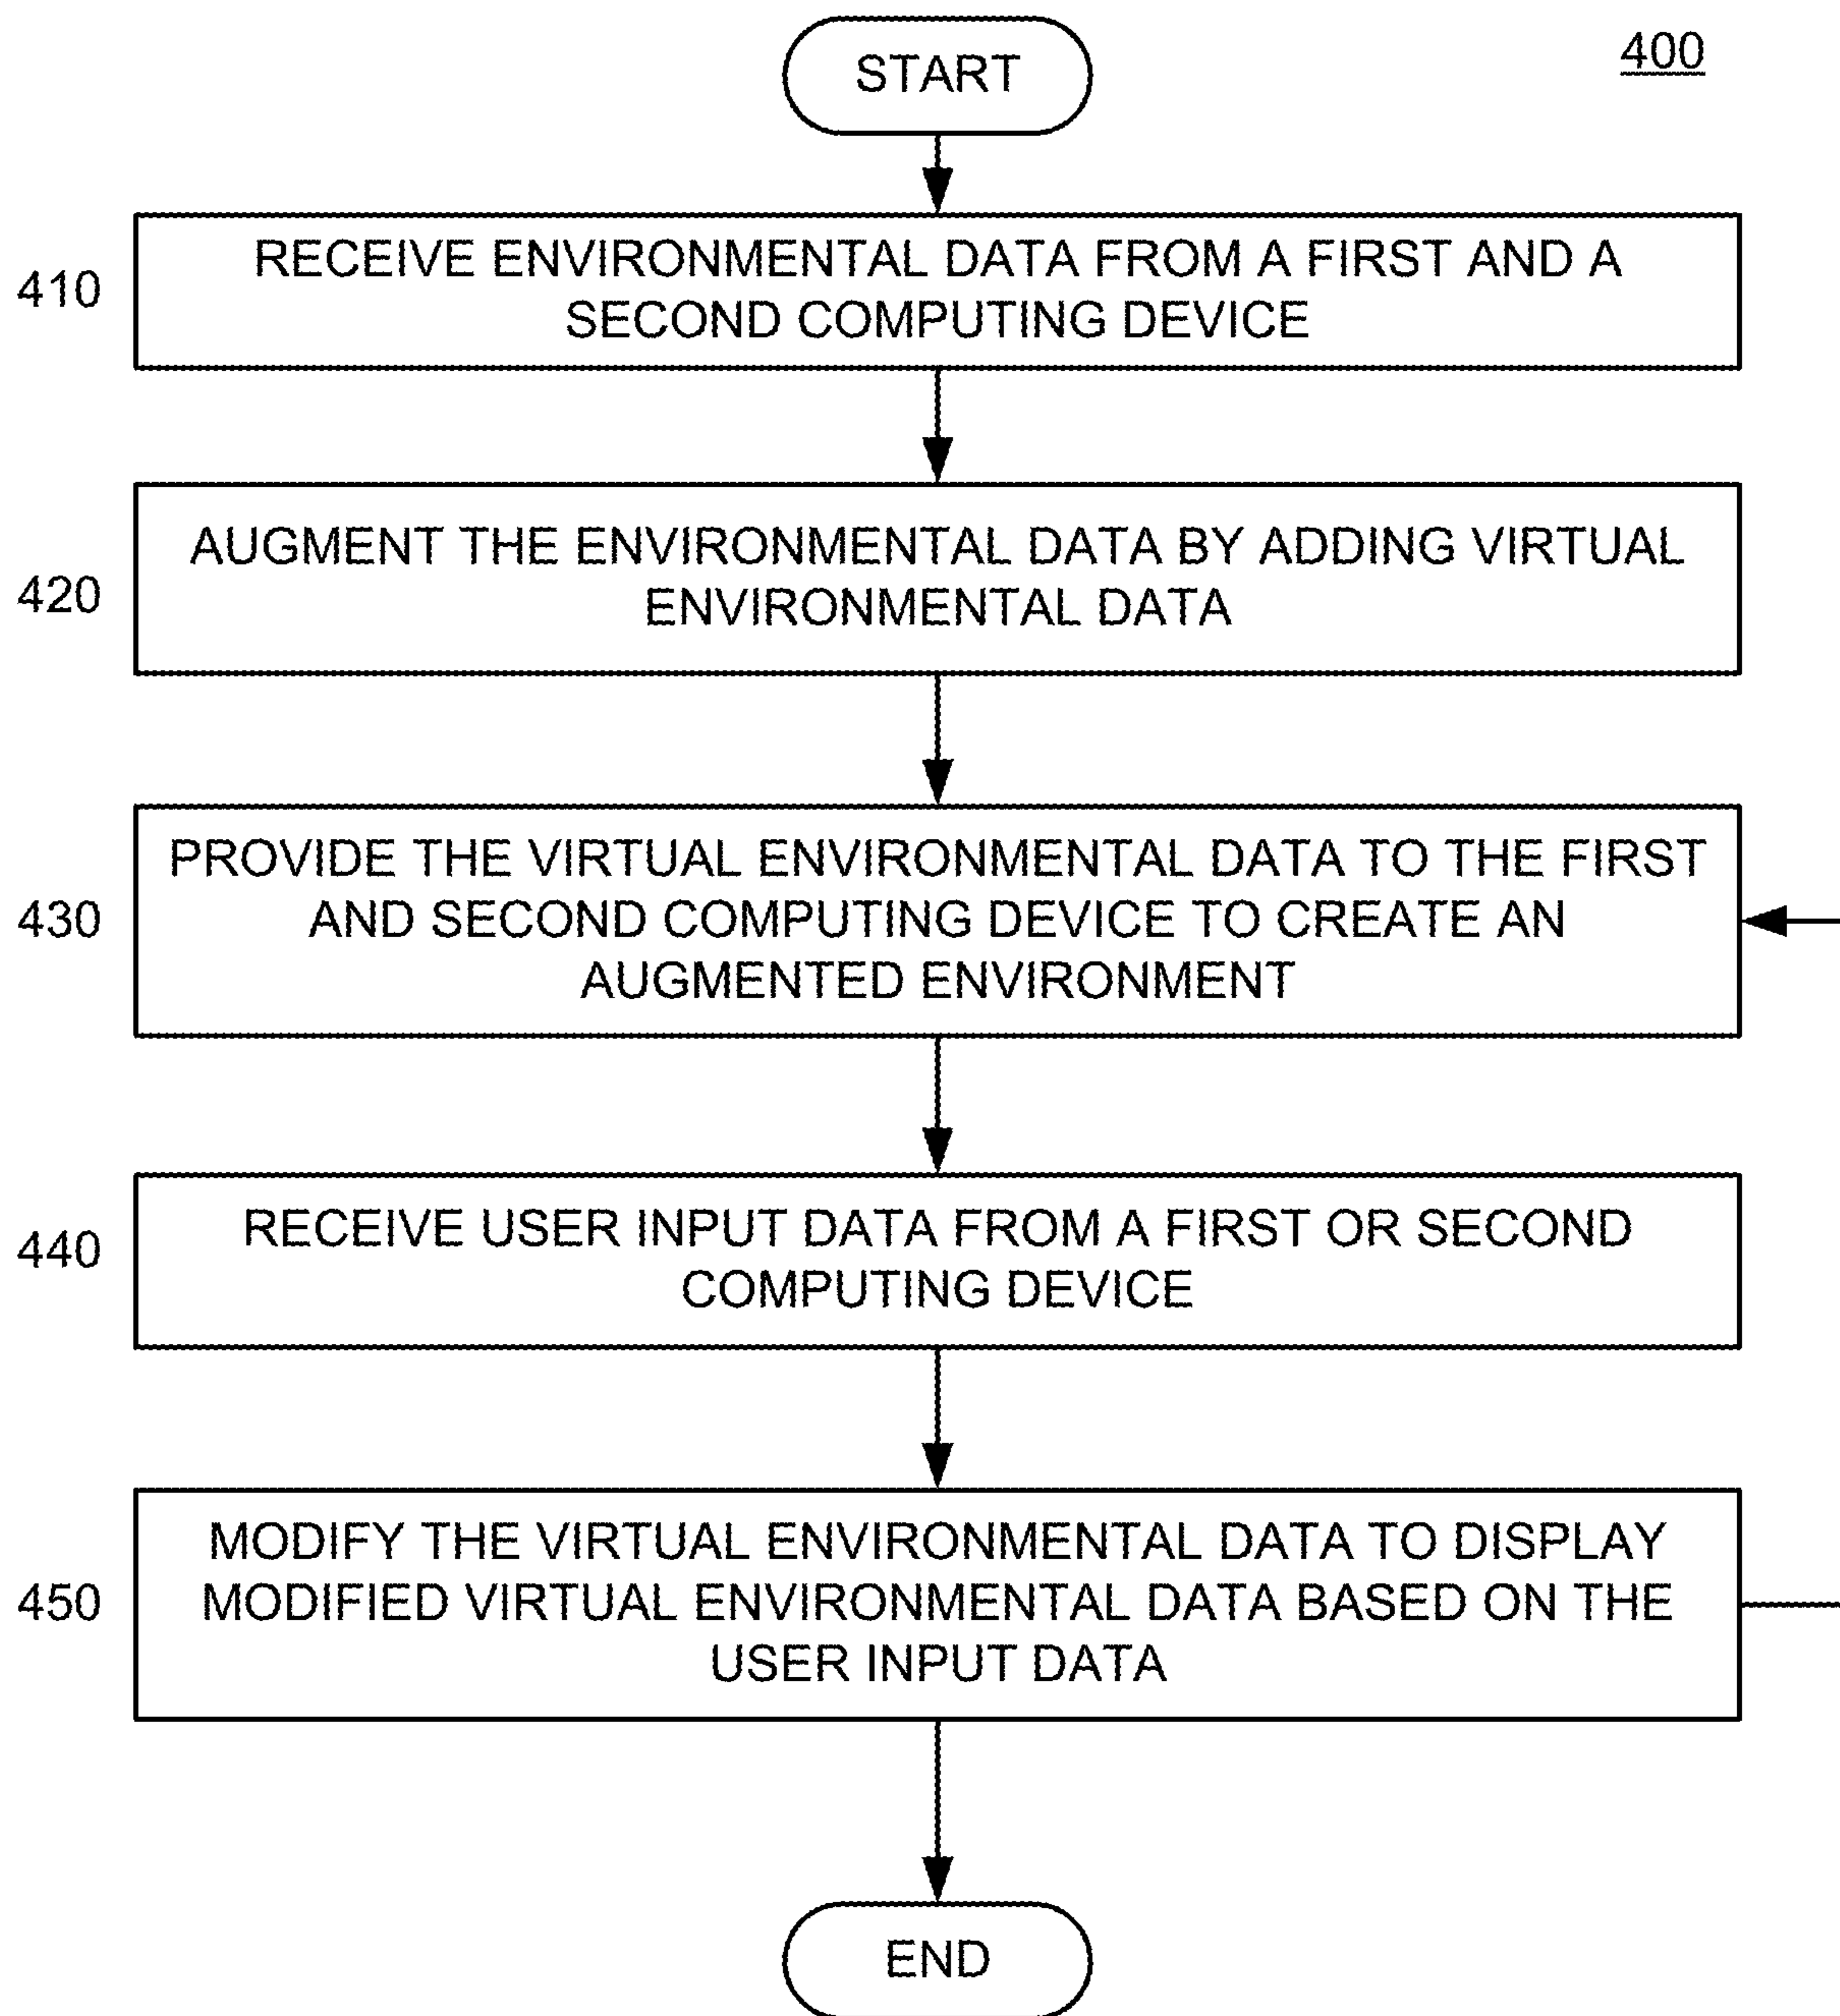 START
400
410
RECEIVE ENVIRONMENTAL DATA FROM A FIRST AND A
SECOND COMPUTING DEVICE
420
AUGMENT THE ENVIRONMENTAL DATA BY ADDING VIRTUAL
ENVIRONMENTAL DATA
430
PROVIDE THE VIRTUAL ENVIRONMENTAL DATA TO THE FIRST
AND SECOND COMPUTING DEVICE TO CREATE AN
AUGMENTED ENVIRONMENT
440
RECEIVE USER INPUT DATA FROM A FIRST OR SECOND
COMPUTING DEVICE
450
MODIFY THE VIRTUAL ENVIRONMENTAL DATA TO DISPLAY
MODIFIED VIRTUAL ENVIRONMENTAL DATA BASED ON THE
USER INPUT DATA
END